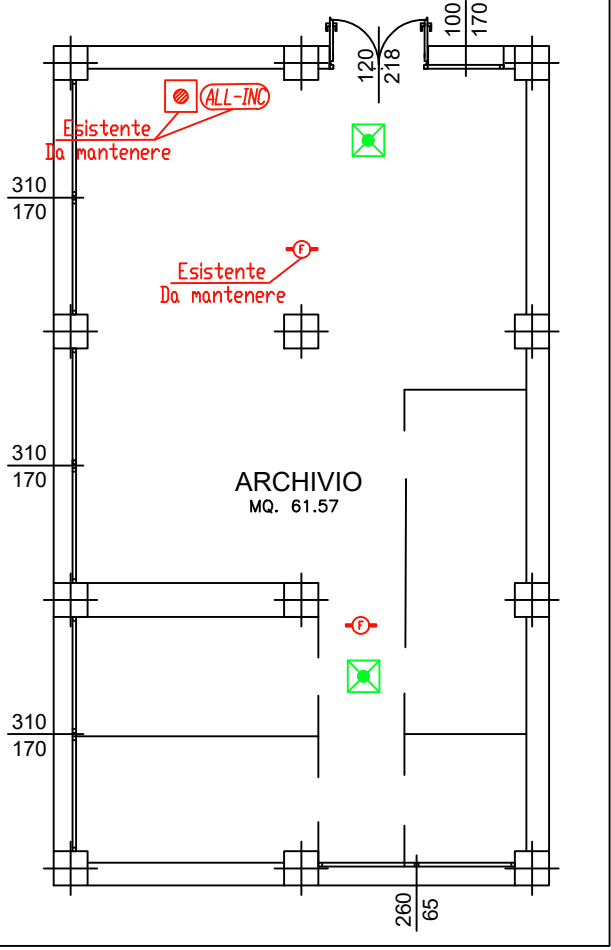 100
170
120
218
ALL-INC
Esistente
Da mantenere
310
170
F
Esistente
Da mantenere
310
170
ARCHIVIO
MQ. 61.57
F
310
170
260
65